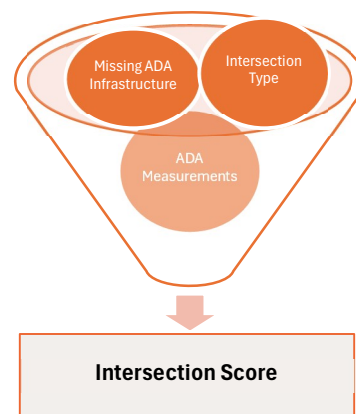 Missing ADA
Infrastructure
Intersection
Type
ADA
Measurements
Intersection Score